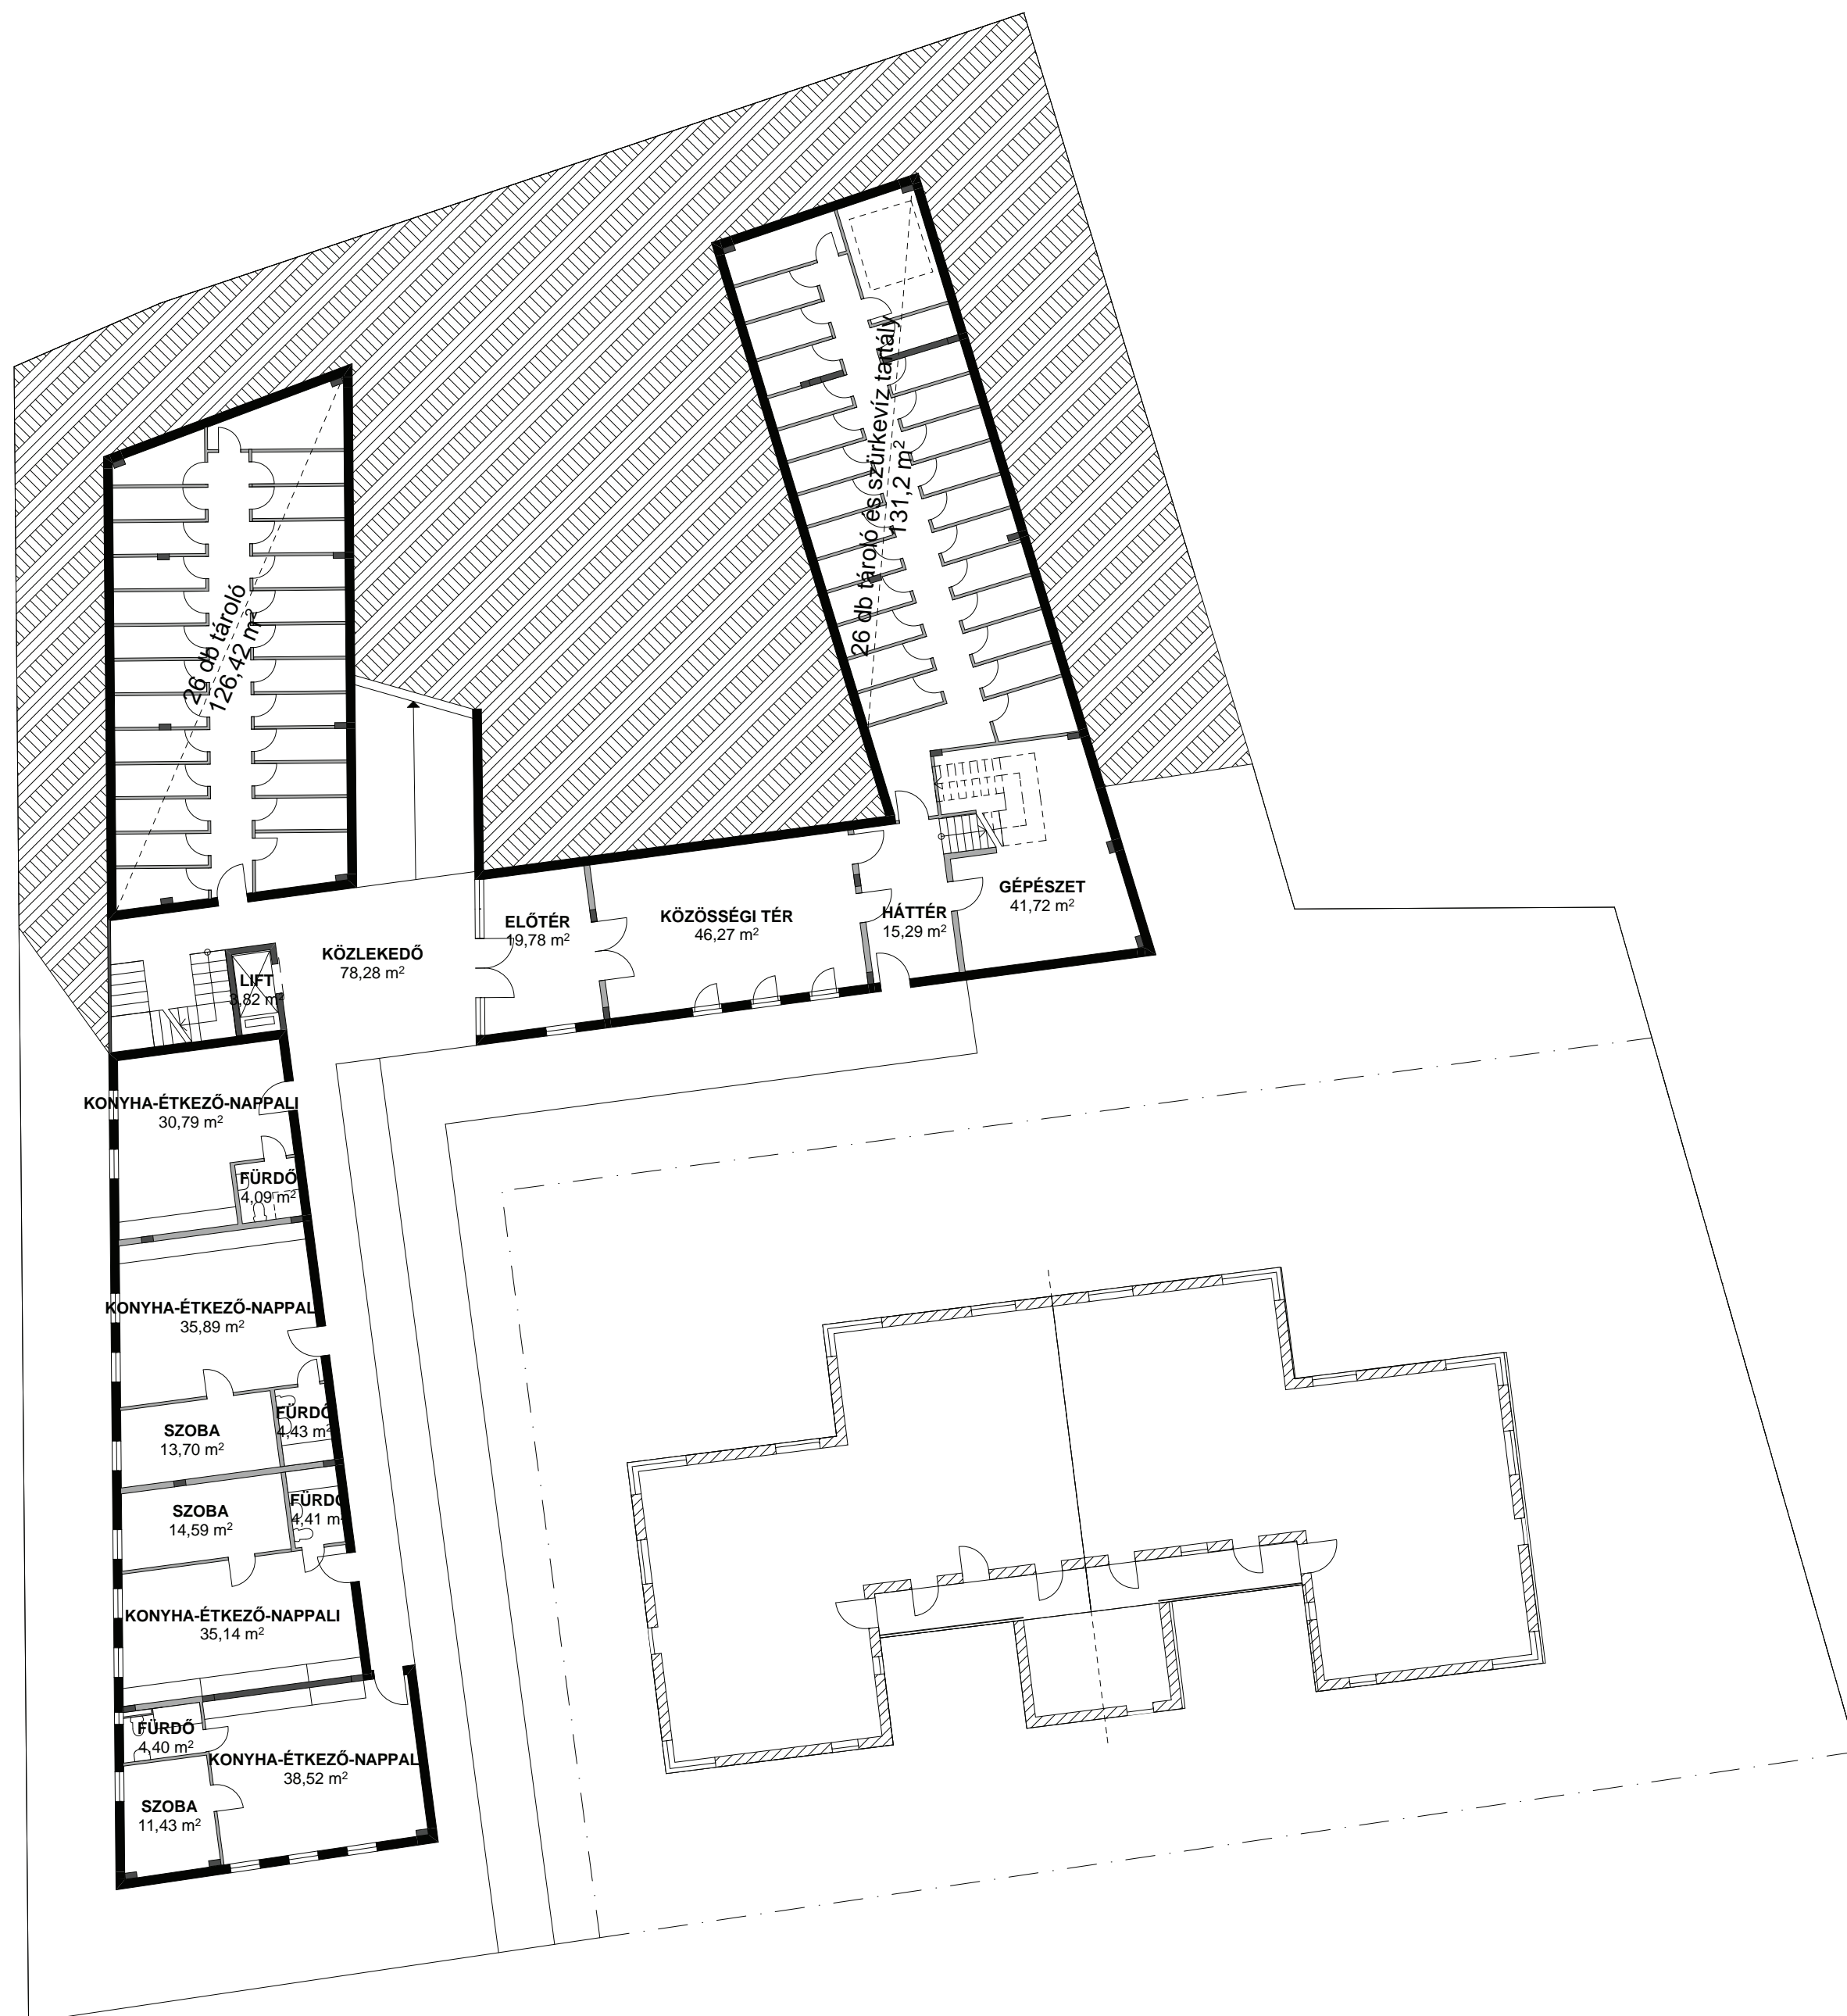 26 db tároló és szürkevíz tartály
131,2 m²
26 db tároló
126,42 m²
GÉPÉSZET
41,72 m²
HÁTTÉR
15,29 m²
KÖZÖSSÉGI TÉR
46,27 m²
ELŐTÉR
19,78 m²
KÖZLEKEDŐ
78,28 m²
LIFT
3,82 m²
KONYHA-ÉTKEZŐ-NAPPALI
30,79 m²
FÜRDŐ
4,09 m²
KONYHA-ÉTKEZŐ-NAPPALI
35,89 m²
FÜRDŐ
4,43 m²
SZOBA
13,70 m²
FÜRDŐ
4,41 m²
SZOBA
14,59 m²
KONYHA-ÉTKEZŐ-NAPPALI
35,14 m²
FÜRDŐ
4,40 m²
KONYHA-ÉTKEZŐ-NAPPALI
38,52 m²
SZOBA
11,43 m²